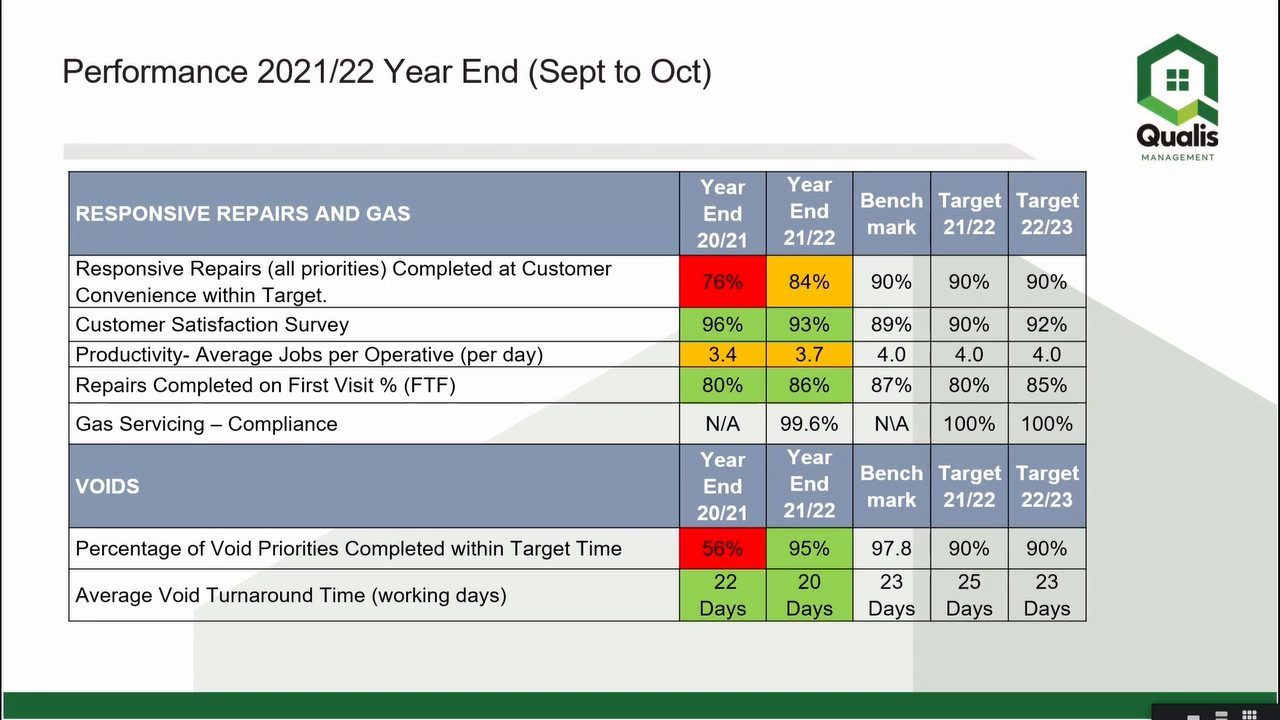 Performance 2021/22 Year End (Sept to Oct)
Qualis
MANAGEMENT
RESPONSIVE REPAIRS AND GAS
Year
End
20/21
Year
End
21/22
Bench
mark
Target
21/22
Target
22/23
Responsive Repairs (all priorities) Completed at Customer
Convenience within Target.
76%
84%
90%
90%
90%
Customer Satisfaction Survey
96%
93%
89%
90%
92%
Productivity- Average Jobs per Operative (per day)
3.4
3.7
4.0
4.0
4.0
Repairs Completed on First Visit % (FTF)
80%
86%
87%
80%
85%
Gas Servicing – Compliance
N/A
99.6%
N\A
100%
100%
VOIDS
Year
End
20/21
Year
End
21/22
Bench
mark
Target
21/22
Target
22/23
Percentage of Void Priorities Completed within Target Time
56%
95%
97.8
90%
90%
Average Void Turnaround Time (working days)
22
Days
20
Days
23
Days
25
Days
23
Days